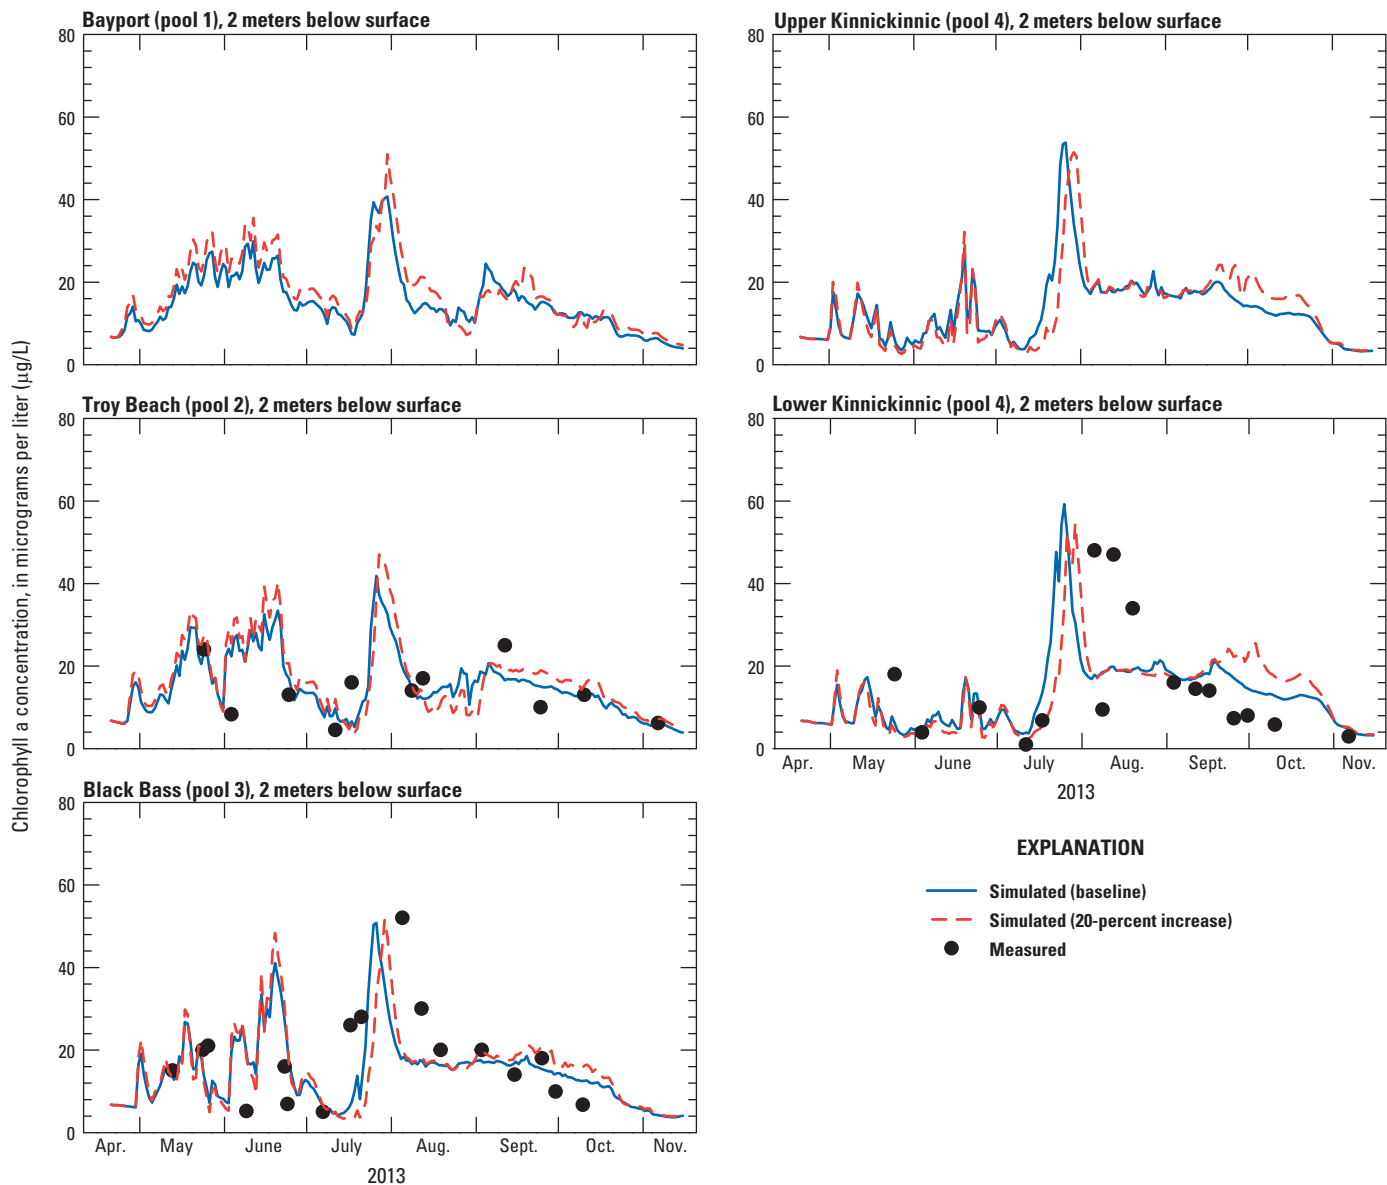 Chlorophyll a concentration, in micrograms per liter (µg/L)
Bayport (pool 1), 2 meters below surface
80
60
40
20
0
Upper Kinnickinnic (pool 4), 2 meters below surface
80
60
40
20
0
Troy Beach (pool 2), 2 meters below surface
80
60
40
20
0
Lower Kinnickinnic (pool 4), 2 meters below surface
80
60
40
20
0
Apr. May June July Aug. Sept. Oct. Nov.
2013
Black Bass (pool 3), 2 meters below surface
80
60
40
20
0
Apr. May June July Aug. Sept. Oct. Nov.
2013
EXPLANATION
Simulated (baseline)
Simulated (20-percent increase)
Measured